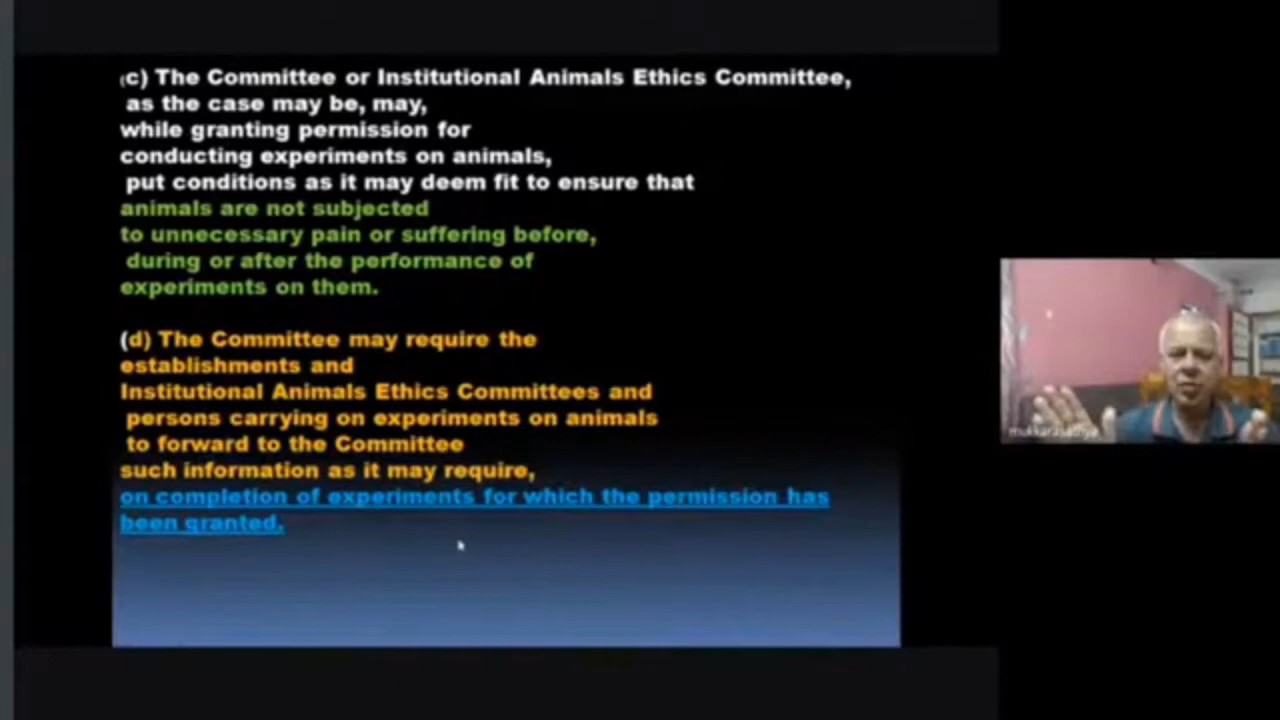 (c) The Committee or Institutional Animals Ethics Committee,
as the case may be, may,
while granting permission for
conducting experiments on animals,
put conditions as it may deem fit to ensure that
animals are not subjected
to unnecessary pain or suffering before,
during or after the performance of
experiments on them.
(d) The Committee may require the
establishments and
Institutional Animals Ethics Committees and
persons carrying on experiments on animals
to forward to the Committee
such information as it may require,
on completion of experiments for which the permission has
been granted.